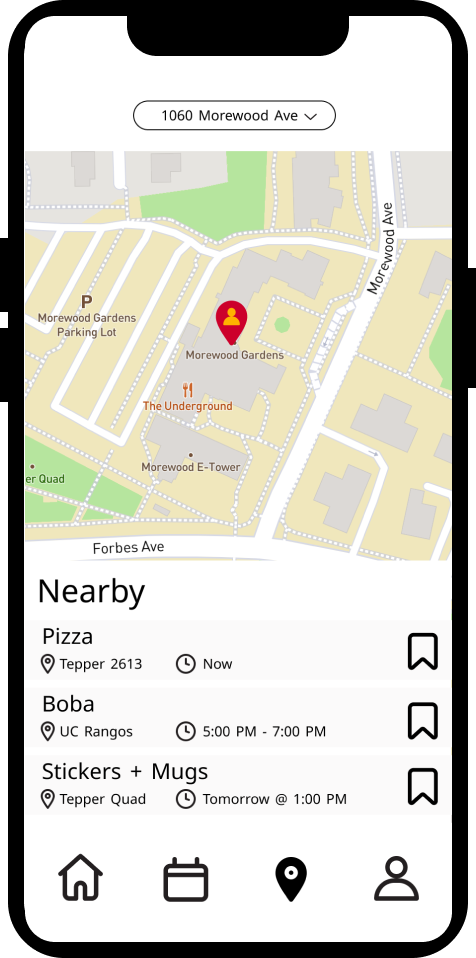 1060 Morewood Ave
Morewood Ave
P
Morewood Gardens
Parking Lot
Morewood Gardens
The Underground
Morewood E-Tower
er Quad
Forbes Ave
Nearby
Pizza
Tepper 2613 Now
Boba
UC Rangos 5:00 PM - 7:00 PM
Stickers + Mugs
Tepper Quad Tomorrow @ 1:00 PM